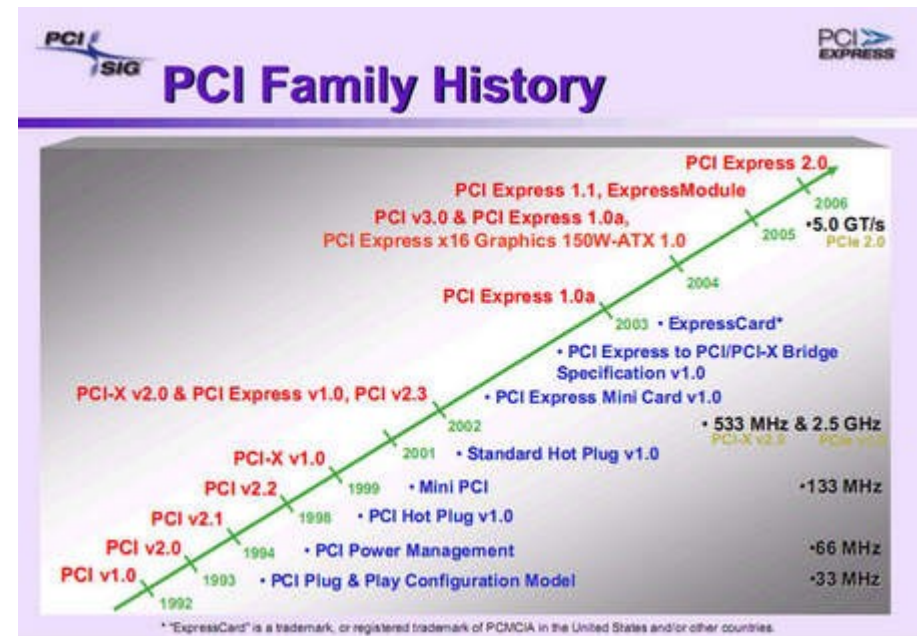 PCI
SIG
PCI
EXPRESS
PCI Family History
PCI Express 2.0
2006
PCI Express 1.1, ExpressModule
•5.0 GT/s
2005
PCIe 2.0
PCI v3.0 & PCI Express 1.0a,
PCI Express x16 Graphics 150W-ATX 1.0
2004
PCI Express 1.0a
2003 • ExpressCard*
• PCI Express to PCI/PCI-X Bridge
Specification v1.0
PCI-X v2.0 & PCI Express v1.0, PCI v2.3
• PCI Express Mini Card v1.0
2002
• 533 MHz & 2.5 GHz
PCI-X v2.0 PCIe v1.0
2001 • Standard Hot Plug v1.0
PCI-X v1.0
1999 • Mini PCI
•133 MHz
PCI v2.2
1998 • PCI Hot Plug v1.0
PCI v2.1
1994 • PCI Power Management
•66 MHz
PCI v2.0
1993 • PCI Plug & Play Configuration Model
•33 MHz
PCI v1.0
1992
* "ExpressCard" is a trademark, or registered trademark of PCMCIA in the United States and/or other countries.